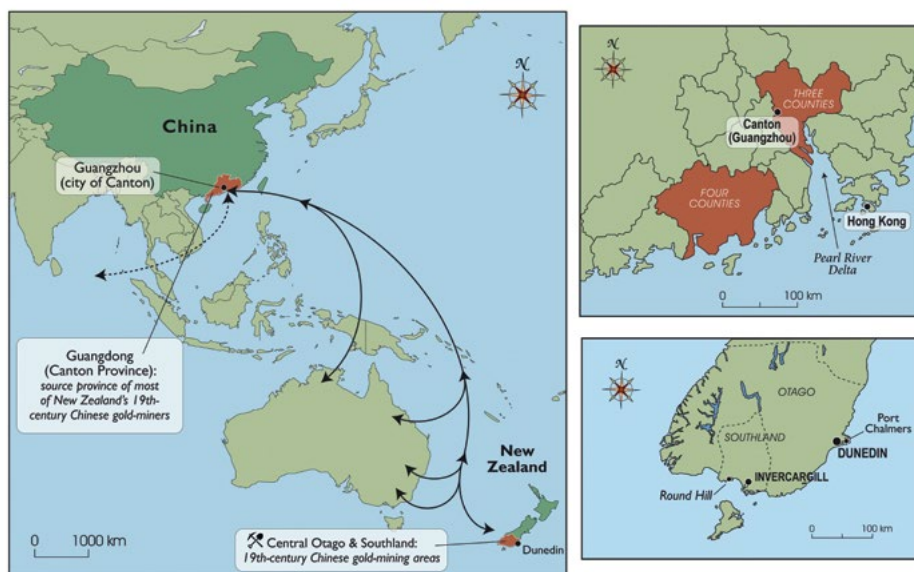 N
China
Guangzhou
(city of Canton)
Guangdong
(Canton Province):
source province of most
of New Zealand's 19th-
century Chinese gold-miners
New
Zealand
Central Otago & Southland:
19th-century Chinese gold-mining areas
Dunedin
0 1000 km
N
THREE
COUNTIES
Canton
(Guangzhou)
FOUR
COUNTIES
Hong Kong
Pearl River
Delta
0 100 km
N
OTAGO
SOUTHLAND
Port
Chalmers
DUNEDIN
INVERCARGILL
Round Hill
0 100 km